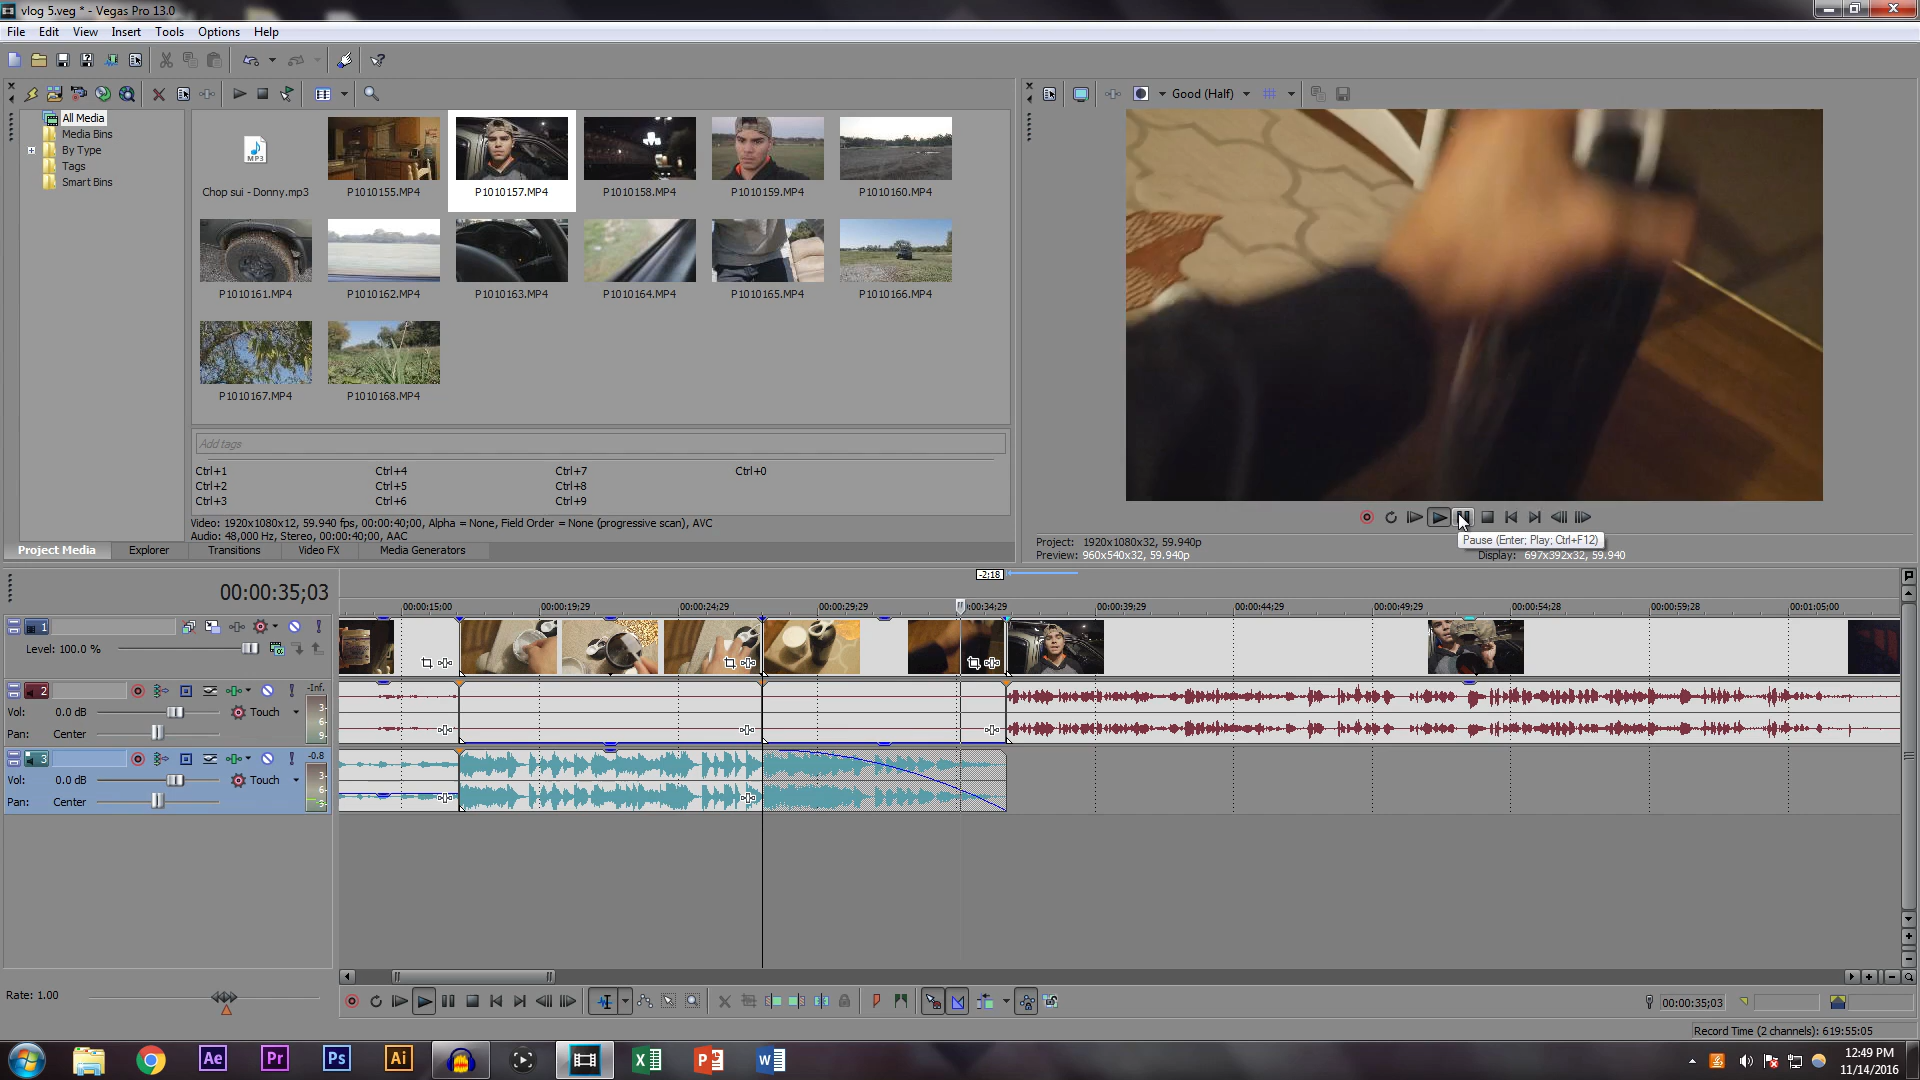 vlog 5.veg * - Vegas Pro 13.0
File Edit View Insert Tools Options Help
Good (Half)
All Media
Media Bins
By Type
Tags
Smart Bins
MP3
Chop sui - Donny.mp3 P1010155.MP4 P1010157.MP4 P1010158.MP4 P1010159.MP4 P1010160.MP4
P1010161.MP4 P1010162.MP4 P1010163.MP4 P1010164.MP4 P1010165.MP4 P1010166.MP4
P1010167.MP4 P1010168.MP4
Add tags
Ctrl+1 Ctrl+4 Ctrl+7 Ctrl+0
Ctrl+2 Ctrl+5 Ctrl+8
Ctrl+3 Ctrl+6 Ctrl+9
Video: 1920x1080x12, 59.940 fps, 00:00:40;00, Alpha = None, Field Order = None (progressive scan), AVC
Audio: 48,000 Hz, Stereo, 00:00:40;00, AAC
Project Media Explorer Transitions Video FX Media Generators
Pause (Enter; Play; Ctrl+F12)
Project: 1920x1080x32, 59.940p
Preview: 960x540x32, 59.940p Display: 697x392x32, 59.940
-2;18
00:00:35;03
00:00:15:00 00:00:19;29 00:00:24;29 00:00:29;29 :00:34;29 00:00:39;29 00:00:44;29 00:00:49;29 00:00:54;28 00:00:59;28 00:01:05:00
1
Level: 100.0 %
2 -Inf.
Vol: 0.0 dB Touch
Pan: Center
3 -0.8
Vol: 0.0 dB Touch
Pan: Center
Rate: 1.00
00:00:35;03
Record Time (2 channels): 619:55:05
Ae Pr Ps Ai
12:49 PM
11/14/2016